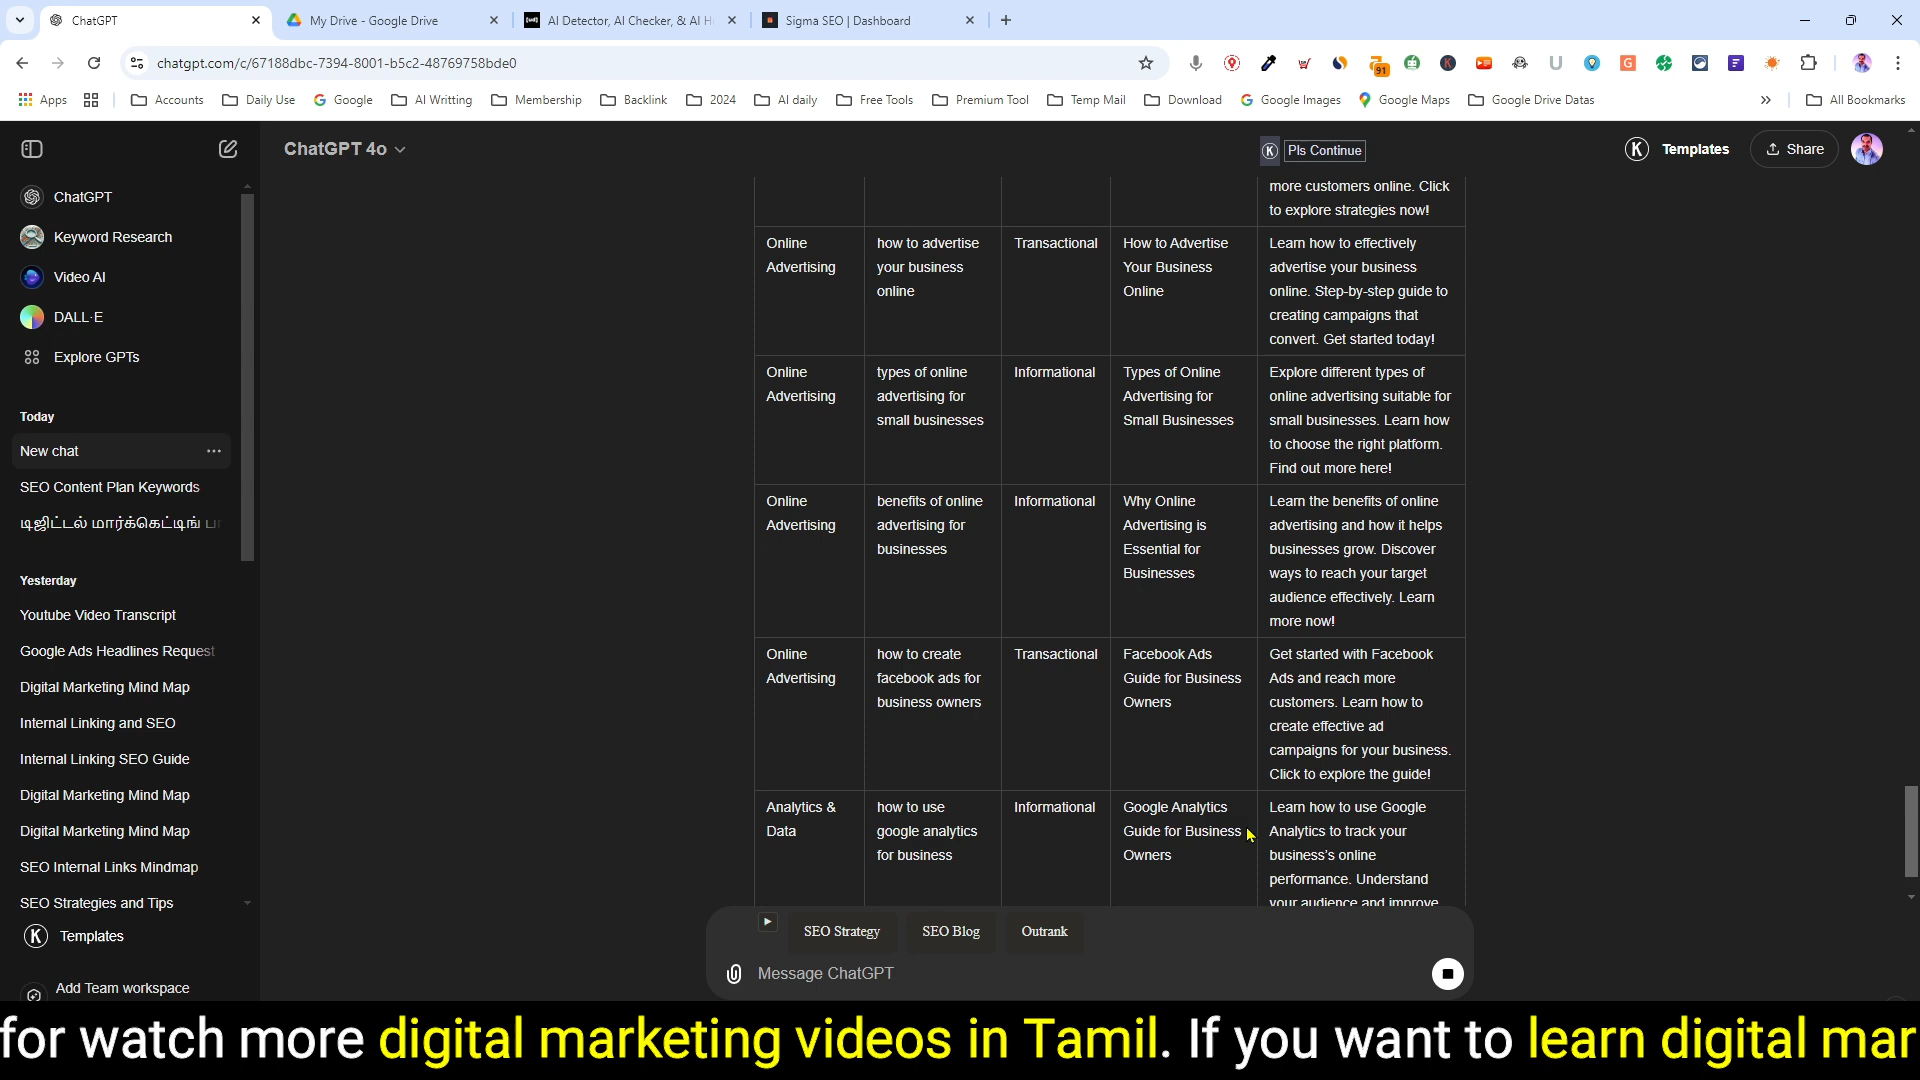 ChatGPT
My Drive - Google Drive
AI Detector, AI Checker, & AI H
Sigma SEO | Dashboard
chatgpt.com/c/67188dbc-7394-8001-b5c2-48769758bde0
91
Apps
Accounts
Daily Use
Google
AI Writting
Membership
Backlink
2024
AI daily
Free Tools
Premium Tool
Temp Mail
Download
Google Images
Google Maps
Google Drive Datas
All Bookmarks
ChatGPT 4o
Pls Continue
Templates
Share
ChatGPT
Keyword Research
Video AI
DALL·E
Explore GPTs
Today
New chat
SEO Content Plan Keywords
டிஜிட்டல் மார்க்கெட்டிங்
Yesterday
Youtube Video Transcript
Google Ads Headlines Request
Digital Marketing Mind Map
Internal Linking and SEO
Internal Linking SEO Guide
Digital Marketing Mind Map
Digital Marketing Mind Map
SEO Internal Links Mindmap
SEO Strategies and Tips
Templates
Add Team workspace
more customers online. Click
to explore strategies now!
Online
Advertising
how to advertise
your business
online
Transactional
How to Advertise
Your Business
Online
Learn how to effectively
advertise your business
online. Step-by-step guide to
creating campaigns that
convert. Get started today!
Online
Advertising
types of online
advertising for
small businesses
Informational
Types of Online
Advertising for
Small Businesses
Explore different types of
online advertising suitable for
small businesses. Learn how
to choose the right platform.
Find out more here!
Online
Advertising
benefits of online
advertising for
businesses
Informational
Why Online
Advertising is
Essential for
Businesses
Learn the benefits of online
advertising and how it helps
businesses grow. Discover
ways to reach your target
audience effectively. Learn
more now!
Online
Advertising
how to create
facebook ads for
business owners
Transactional
Facebook Ads
Guide for Business
Owners
Get started with Facebook
Ads and reach more
customers. Learn how to
create effective ad
campaigns for your business.
Click to explore the guide!
Analytics &
Data
how to use
google analytics
for business
Informational
Google Analytics
Guide for Business
Owners
Learn how to use Google
Analytics to track your
business's online
performance. Understand
your audience and improve
SEO Strategy
SEO Blog
Outrank
Message ChatGPT
for watch more digital marketing videos in Tamil. If you want to learn digital mar